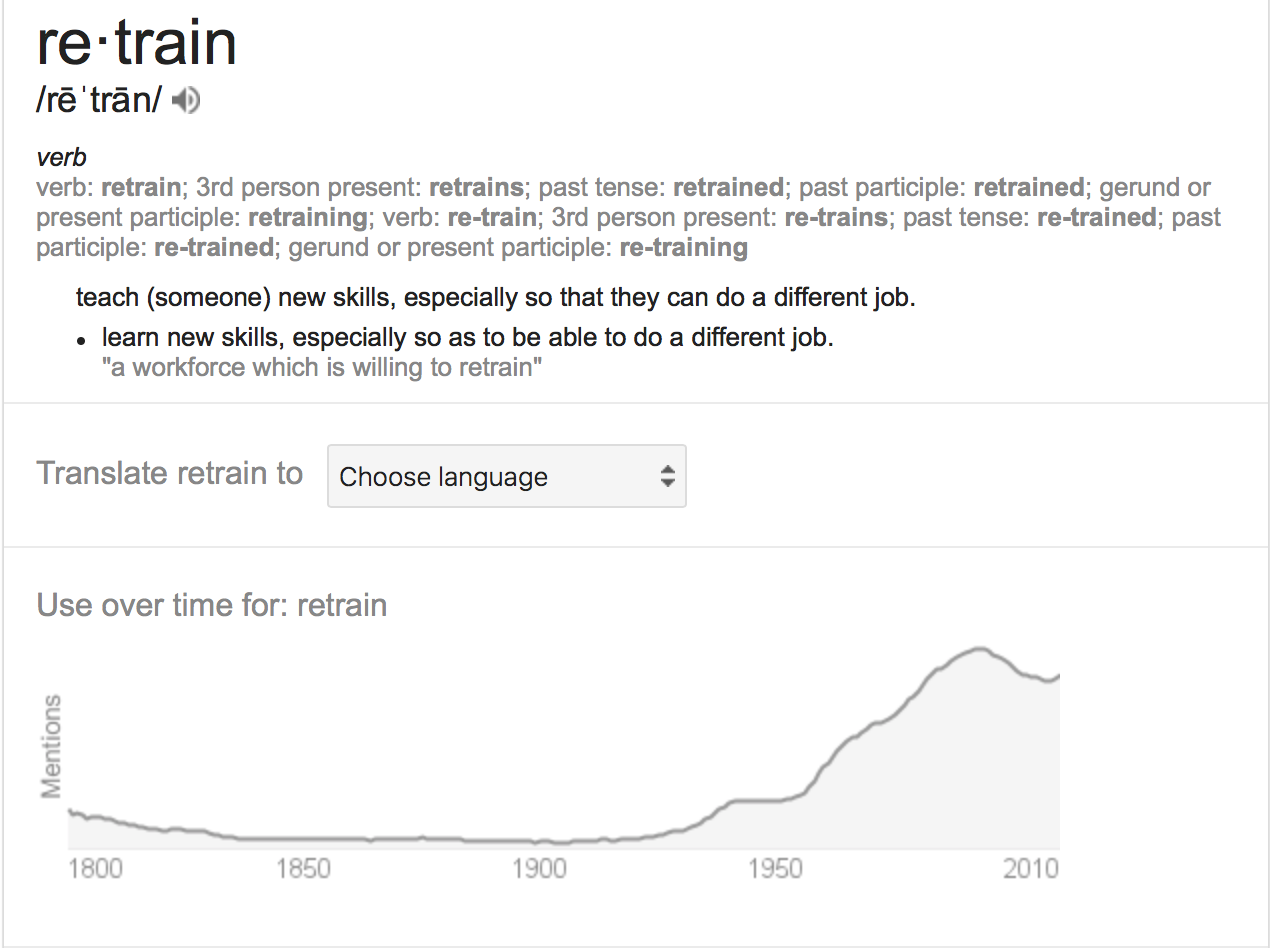 re·train
/rēˈtrān/
verb
verb: retrain; 3rd person present: retrains; past tense: retrained; past participle: retrained; gerund or
present participle: retraining; verb: re-train; 3rd person present: re-trains; past tense: re-trained; past
participle: re-trained; gerund or present participle: re-training
teach (someone) new skills, especially so that they can do a different job.
• learn new skills, especially so as to be able to do a different job.
"a workforce which is willing to retrain"
Translate retrain to Choose language
Use over time for: retrain
Mentions
1800 1850 1900 1950 2010